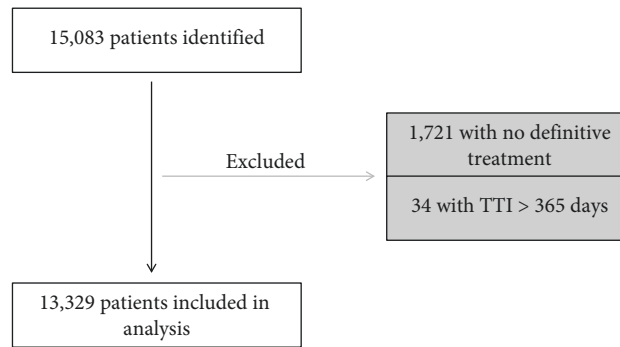 15,083 patients identified
Excluded
1,721 with no definitive
treatment
34 with TTI > 365 days
13,329 patients included in
analysis